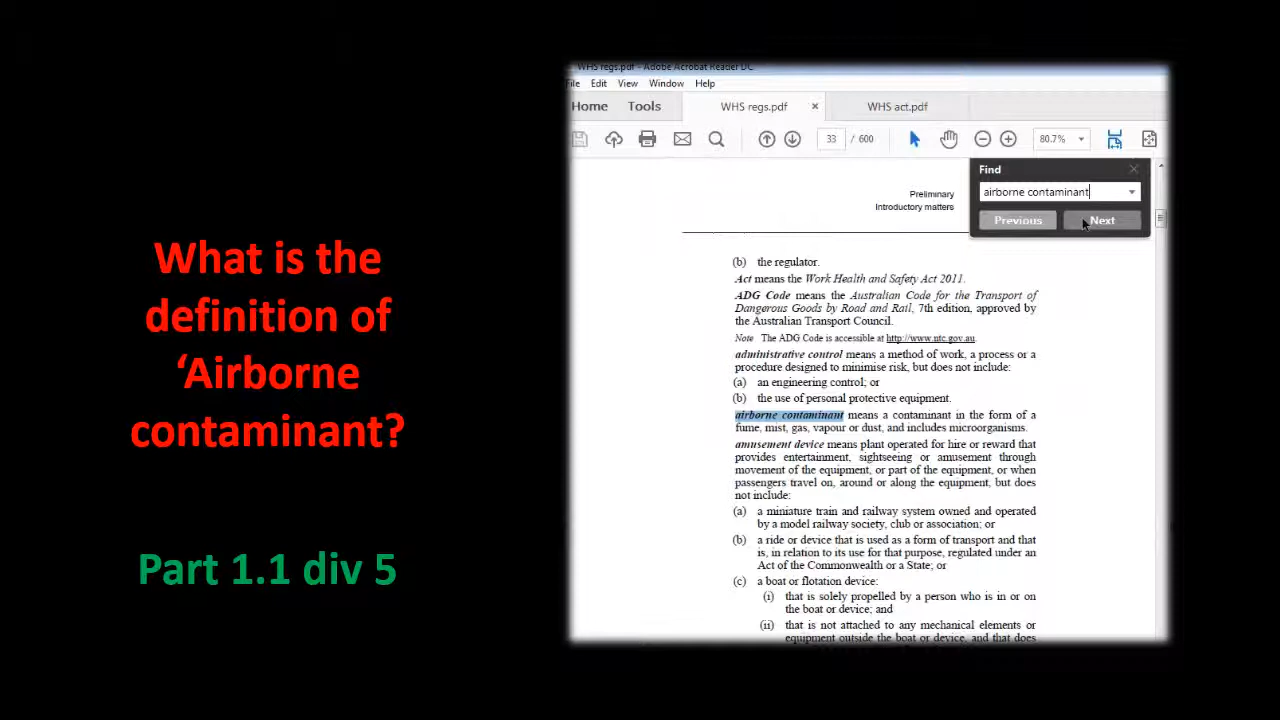 What is the
definition of
‘Airborne
contaminant?
Part 1.1 div 5
WHS regs.pdf - Adobe Acrobat Reader DC
File Edit View Window Help
Home Tools WHS regs.pdf × WHS act.pdf
33 / 600 80.7%
Find
airborne contaminant
Previous Next
Preliminary
Introductory matters
(b) the regulator.
Act means the Work Health and Safety Act 2011.
ADG Code means the Australian Code for the Transport of
Dangerous Goods by Road and Rail, 7th edition, approved by
the Australian Transport Council.
Note The ADG Code is accessible at http://www.ntc.gov.au.
administrative control means a method of work, a process or a
procedure designed to minimise risk, but does not include:
(a) an engineering control; or
(b) the use of personal protective equipment.
airborne contaminant means a contaminant in the form of a
fume, mist, gas, vapour or dust, and includes microorganisms.
amusement device means plant operated for hire or reward that
provides entertainment, sightseeing or amusement through
movement of the equipment, or part of the equipment, or when
passengers travel on, around or along the equipment, but does
not include:
(a) a miniature train and railway system owned and operated
by a model railway society, club or association; or
(b) a ride or device that is used as a form of transport and that
is, in relation to its use for that purpose, regulated under an
Act of the Commonwealth or a State; or
(c) a boat or flotation device:
(i) that is solely propelled by a person who is in or on
the boat or device; and
(ii) that is not attached to any mechanical elements or
equipment outside the boat or device, and that does